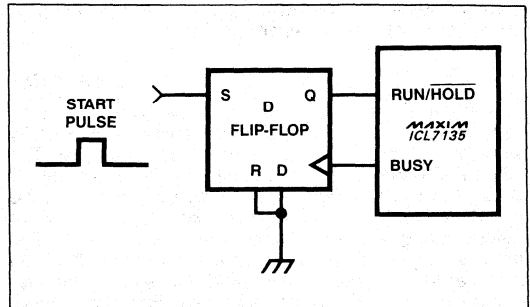 START
PULSE
S
D
Q
FLIP-FLOP
R D
RUN/HOLD
MAXIM
ICL7135
BUSY